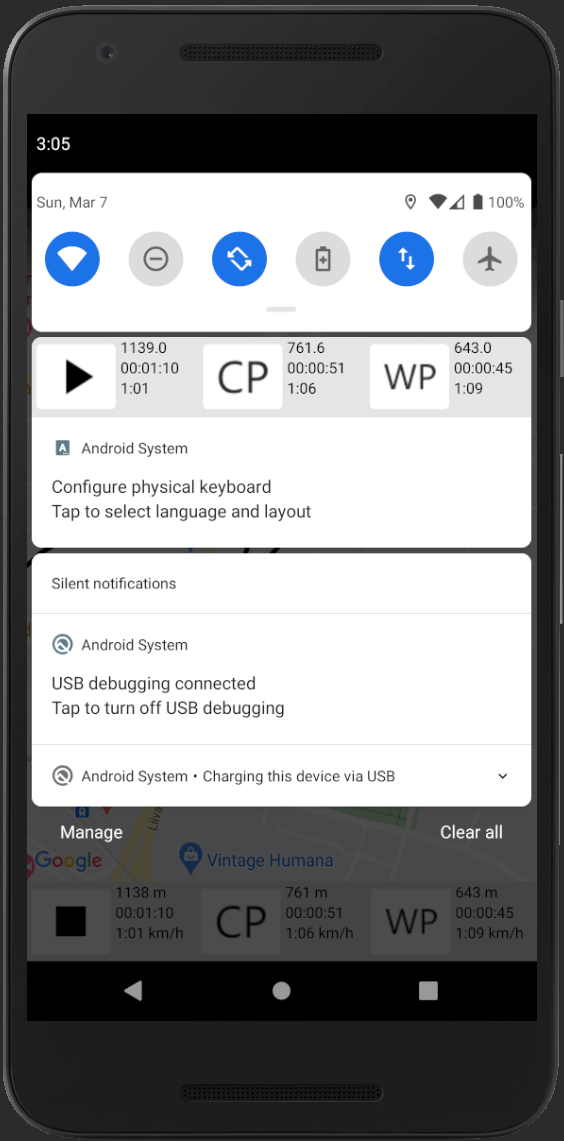 3:05
Sun, Mar 7
100%
1139.0
00:01:10
1:01
CP
761.6
00:00:51
1:06
WP
643.0
00:00:45
1:09
Android System
Configure physical keyboard
Tap to select language and layout
Silent notifications
Android System
USB debugging connected
Tap to turn off USB debugging
Android System • Charging this device via USB
Manage
Clear all
Google
Vintage Humana
1138 m
00:01:10
1:01 km/h
CP
761 m
00:00:51
1:06 km/h
WP
643 m
00:00:45
1:09 km/h